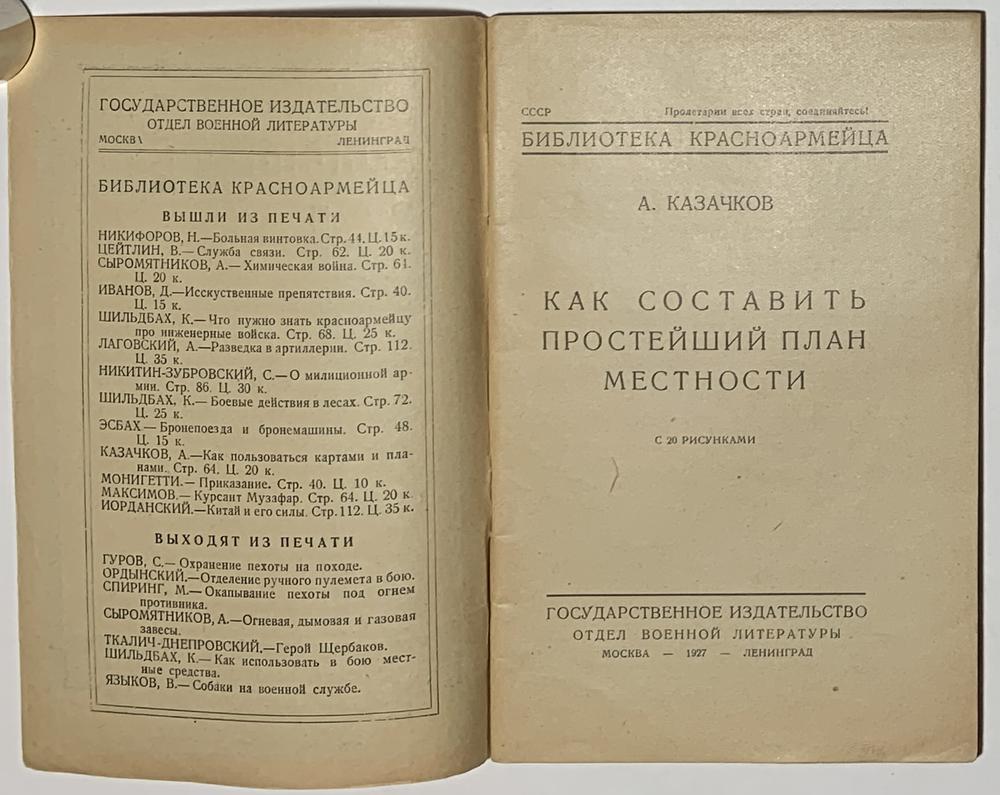 ГОСУДАРСТВЕННОЕ ИЗДАТЕЛЬСТВО
ОТДЕЛ ВОЕННОЙ ЛИТЕРАТУРЫ
МОСКВА ЛЕНИНГРАД
БИБЛИОТЕКА КРАСНОАРМЕЙЦА
ВЫШЛИ ИЗ ПЕЧАТИ
НИКИФОРОВ, Н.—Больная винтовка. Стр. 44. Ц. 15 к.
ЦЕЙТЛИН, В.—Служба связи. Стр. 62. Ц. 20 к.
СЫРОМЯТНИКОВ, А.— Химическая война. Стр. 61.
Ц. 20 к.
ИВАНОВ, Д.—Исскуственные препятствия. Стр. 40.
Ц. 15 к.
ШИЛЬДБАХ, К.—Что нужно знать красноармейцу
про инженерные войска. Стр. 68. Ц. 25 к.
ЛАГОВСКИЙ, А.—Разведка в артиллерии. Стр. 112.
Ц. 35 к.
НИКИТИН-ЗУБРОВСКИЙ, С.—О милиционной ар-
мии. Стр. 86. Ц. 30 к.
ШИЛЬДБАХ, К.— Боевые действия в лесах. Стр. 72.
Ц. 25 к.
ЭСБАХ — Бронепоезда и бронемашины. Стр. 48.
Ц. 15 к.
КАЗАЧКОВ, А.—Как пользоваться картами и пла-
нами. Стр. 64. Ц. 20 к.
МОНИГЕТТИ.— Приказание. Стр. 40. Ц. 10 к.
МАКСИМОВ.— Курсант Музафар. Стр. 64. Ц. 20 к
ИОРДАНСКИЙ.—Китай и его силы. Стр. 112. Ц. 35 к.
ВЫХОДЯТ ИЗ ПЕЧАТИ
ГУРОВ, С.— Охранение пехоты на походе.
ОРДЫНСКИЙ.—Отделение ручного пулемета в бою.
СПИРИНГ, М.—Окапывание пехоты под огнем
противника.
СЫРОМЯТНИКОВ, А.—Огневая, дымовая и газовая
завесы.
ТКАЛИЧ-ДНЕПРОВСКИЙ.—Герой Щербаков.
ШИЛЬДБАХ, К.— Как использовать в бою мест-
ные средства.
ЯЗЫКОВ, В.— Собаки на военной службе.
СССР Пролетарии всех стран, соединяйтесь!
БИБЛИОТЕКА КРАСНОАРМЕЙЦА
А. КАЗАЧКОВ
КАК СОСТАВИТЬ
ПРОСТЕЙШИЙ ПЛАН
МЕСТНОСТИ
С 20 РИСУНКАМИ
ГОСУДАРСТВЕННОЕ ИЗДАТЕЛЬСТВО
ОТДЕЛ ВОЕННОЙ ЛИТЕРАТУРЫ
МОСКВА — 1927 — ЛЕНИНГРАД